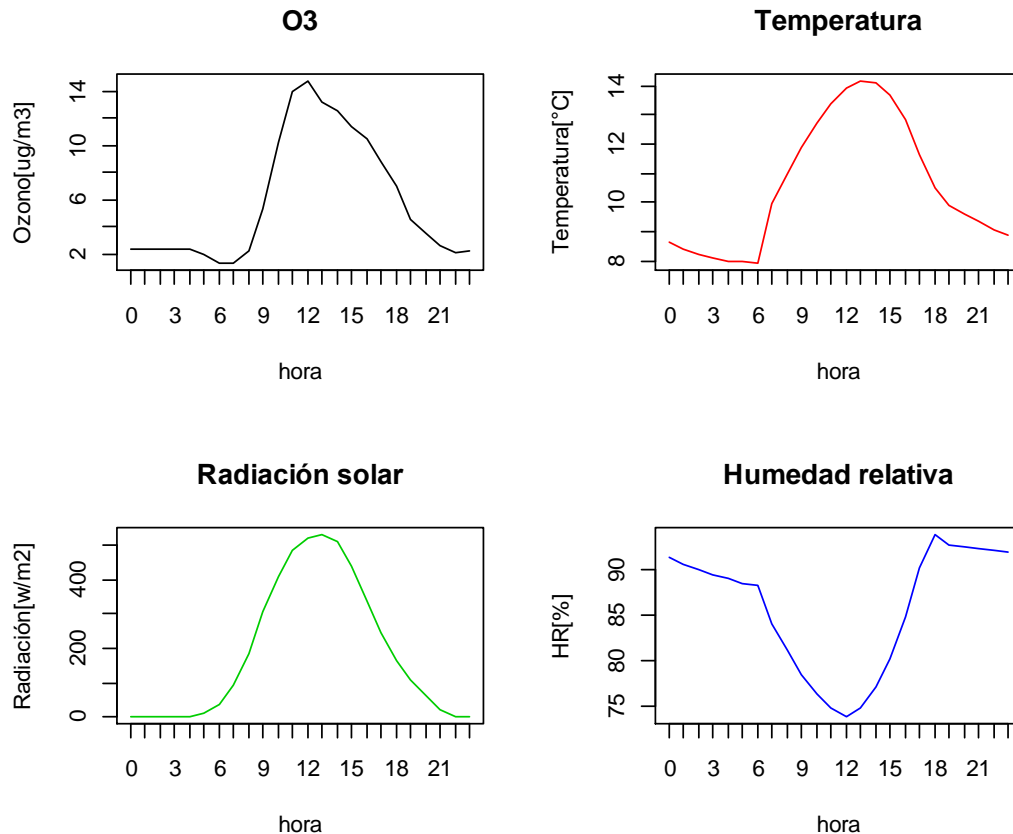 O3
Ozono[ug/m3]
14
10
6
2
0 3 6 9 12 15 18 21
hora
Temperatura
Temperatura[°C]
14
12
10
8
0 3 6 9 12 15 18 21
hora
Radiación solar
Radiación[w/m2]
400
200
0
0 3 6 9 12 15 18 21
hora
Humedad relativa
HR[%]
90
85
80
75
0 3 6 9 12 15 18 21
hora